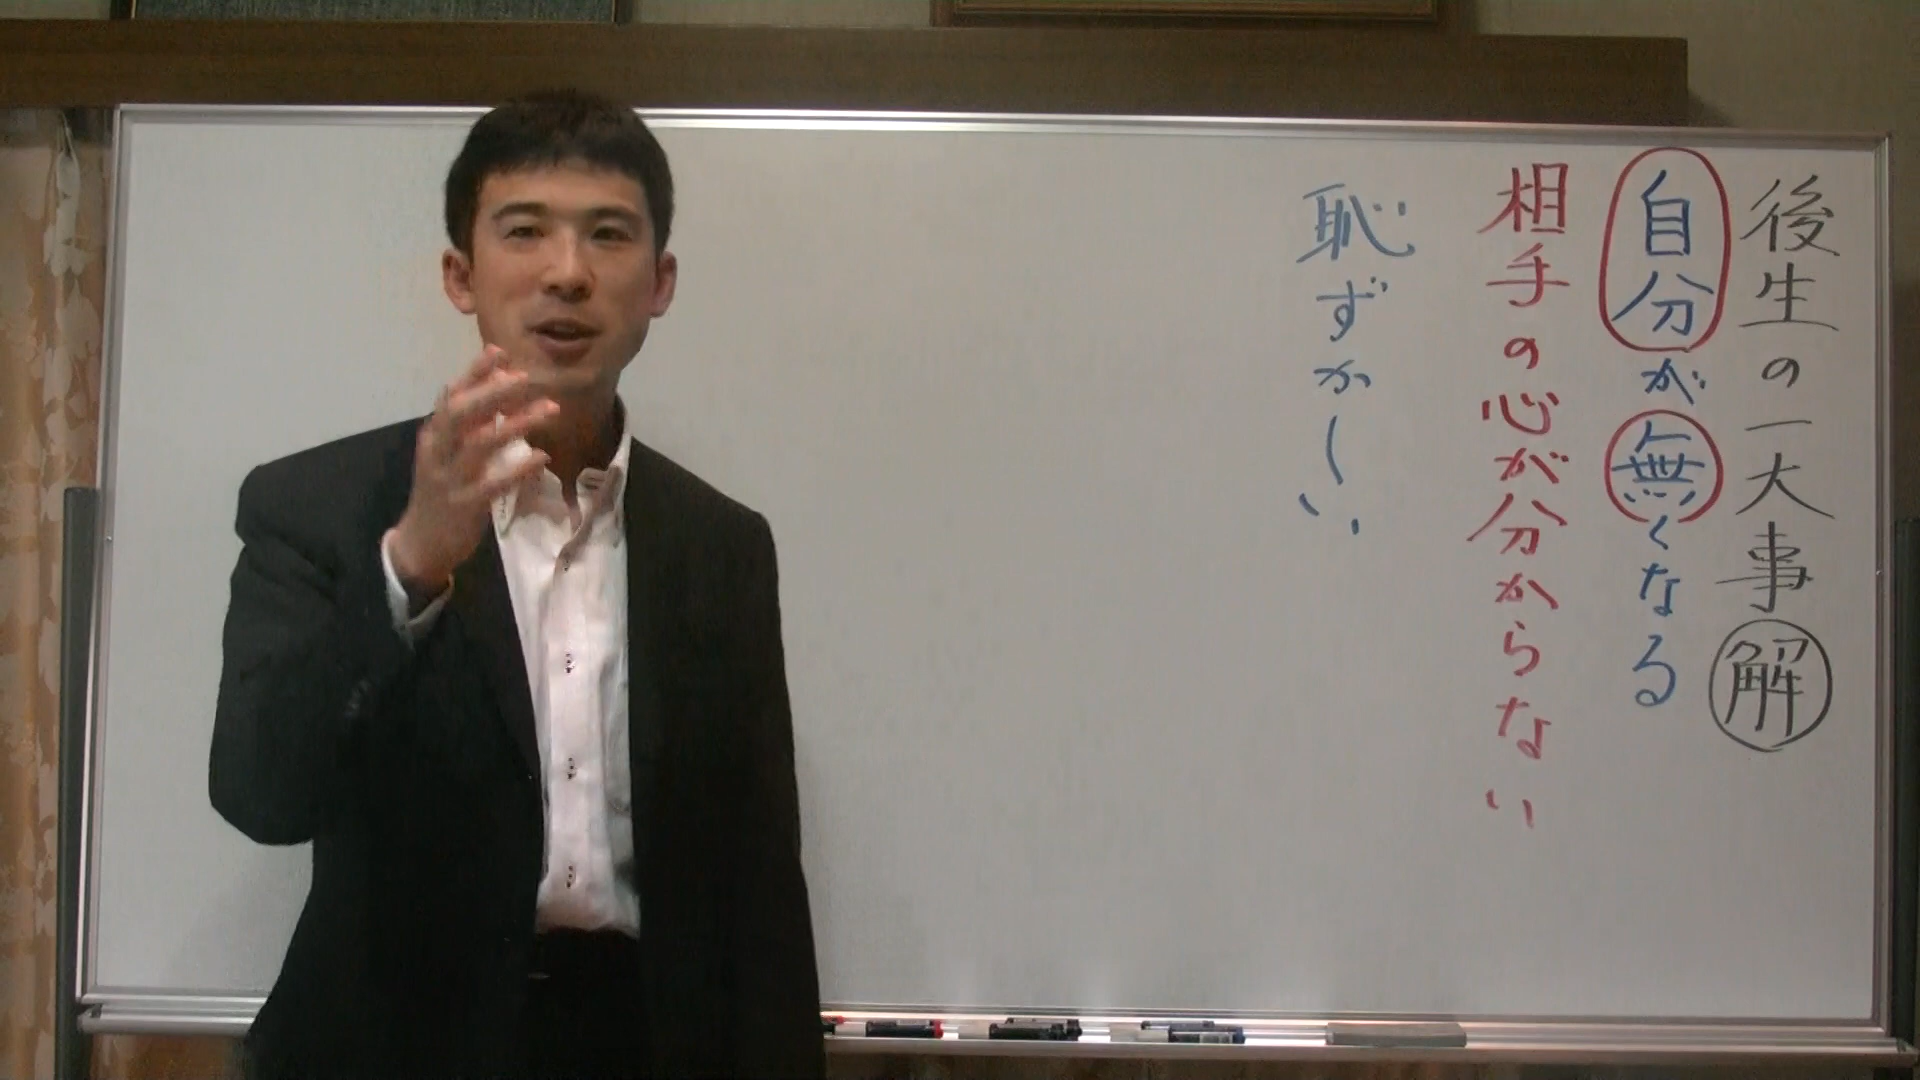 後生の一大事解
自分が無くなる
相手の心が分からない
恥ずかしい